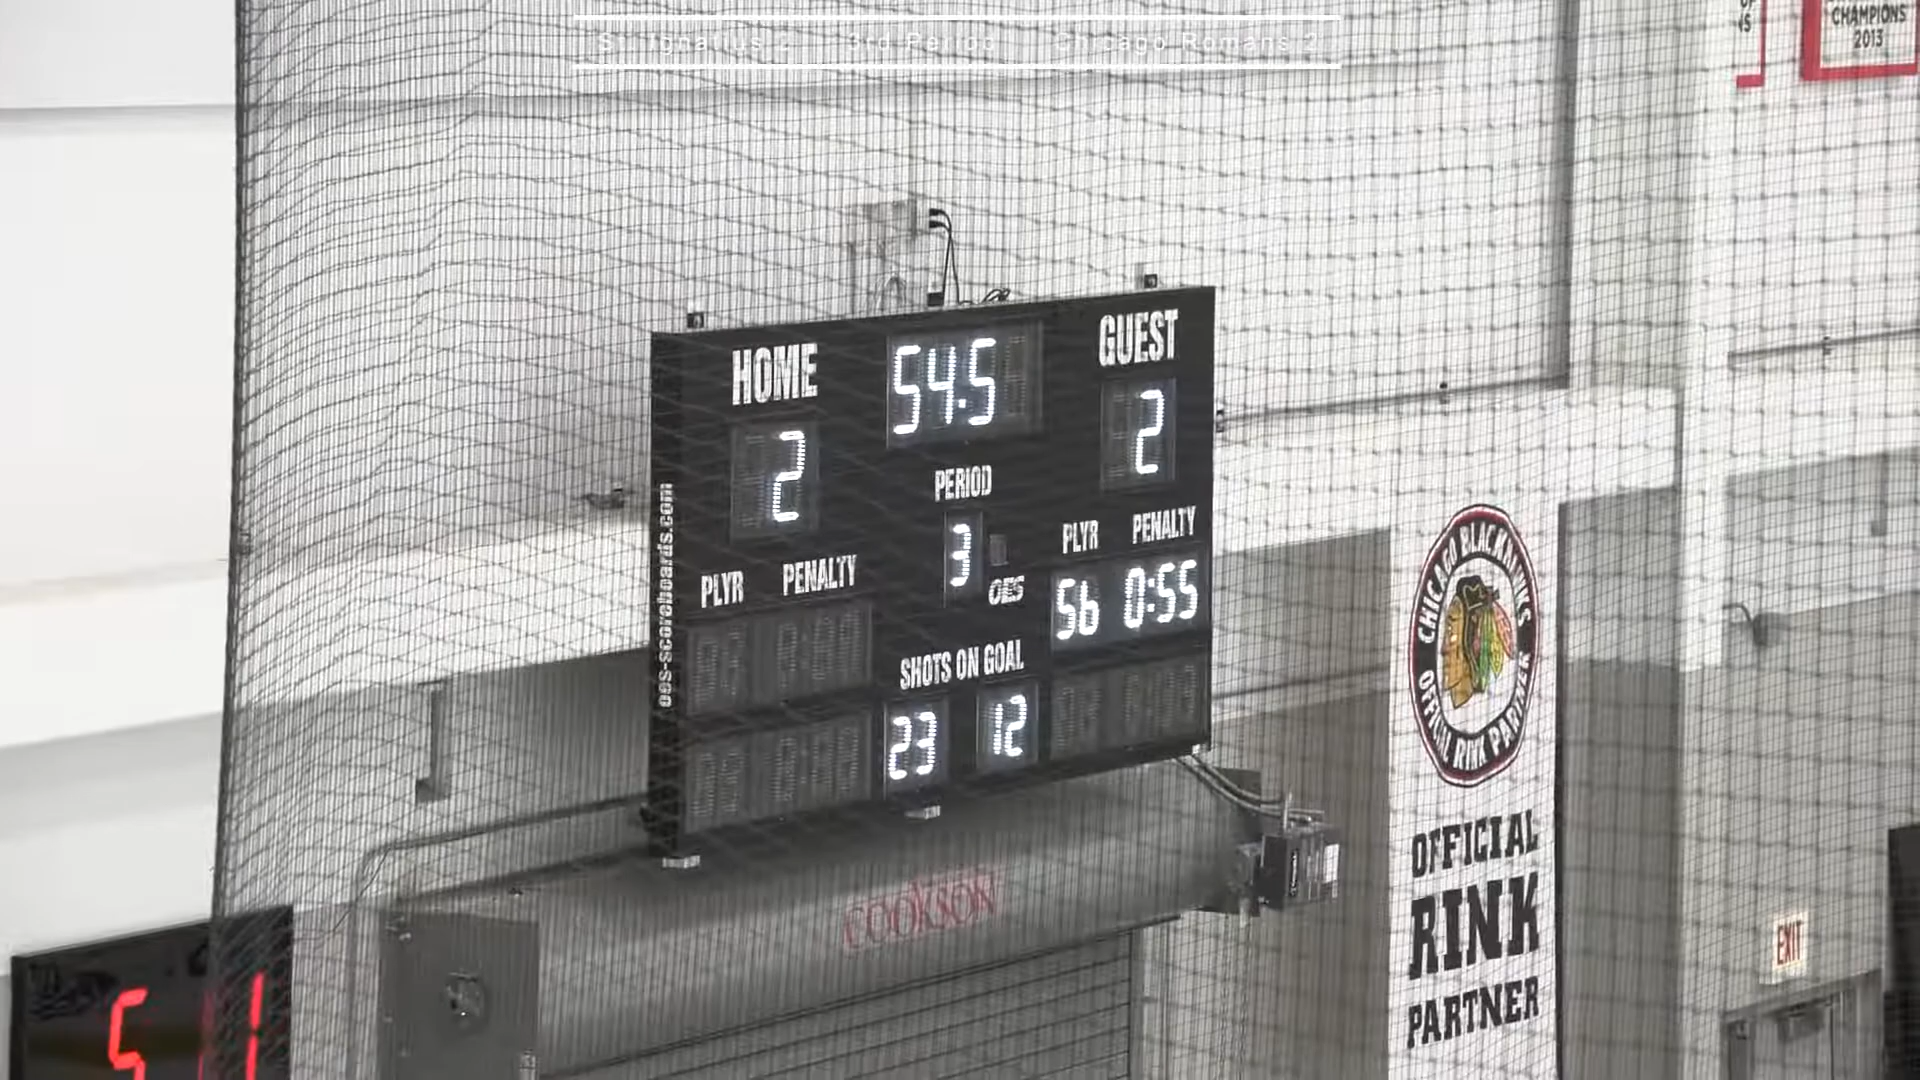 St. Ignatius 2 3rd Period Chicago Romans 2
CHAMPIONS
2013
HOME
54.5
GUEST
2
2
PERIOD
3
OES
PLYR PENALTY
PLYR PENALTY
56 0:55
SHOTS ON GOAL
23 12
oes-scoreboards.com
COOKSON
CHICAGO BLACKHAWKS
OFFICIAL RINK PARTNER
OFFICIAL
RINK
PARTNER
EXIT
5 1